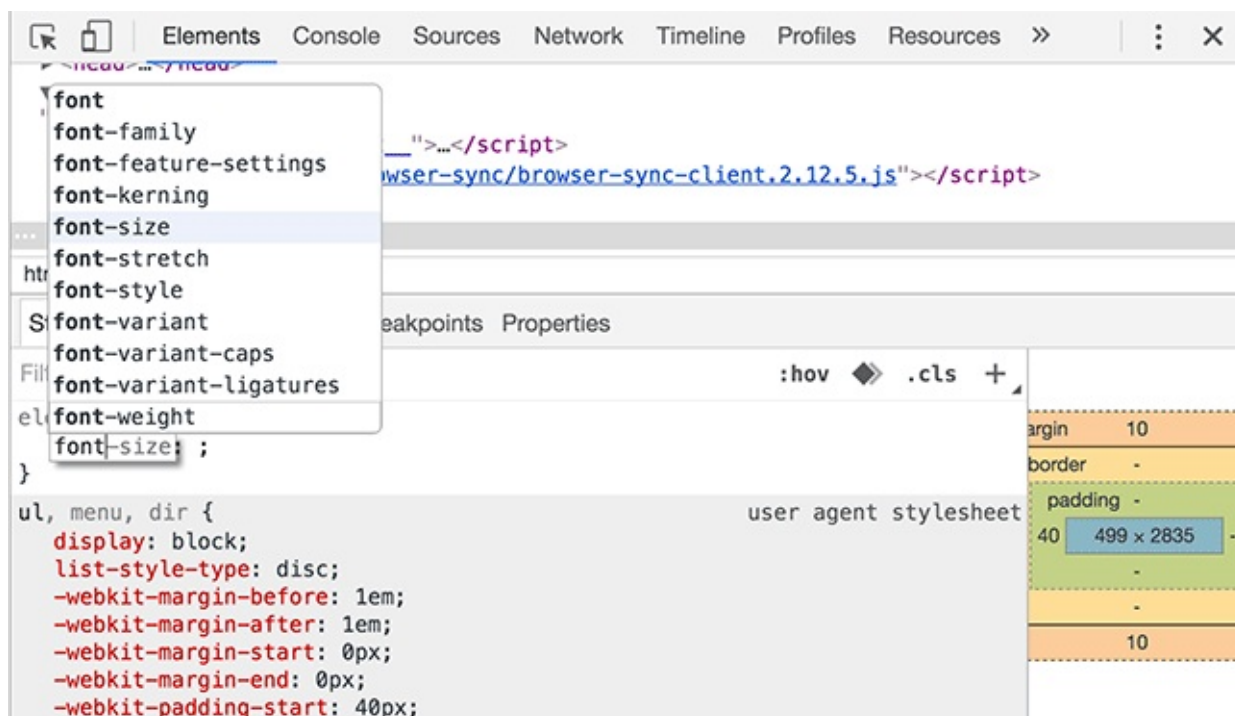 Elements Console Sources Network Timeline Profiles Resources »
▶ <head>…</head>
font
font-family
__">…</script>
font-feature-settings
wser-sync/browser-sync-client.2.12.5.js"></script>
font-kerning
font-size
...
font-stretch
font-style
font-variant
eakpoints Properties
font-variant-caps
font-variant-ligatures
:hov .cls +
font-weight
font-size: ;
}
ul, menu, dir {
user agent stylesheet
display: block;
list-style-type: disc;
-webkit-margin-before: 1em;
-webkit-margin-after: 1em;
-webkit-margin-start: 0px;
-webkit-margin-end: 0px;
-webkit-padding-start: 40px;
argin 10
border -
padding -
40 499 × 2835 -
-
-
10